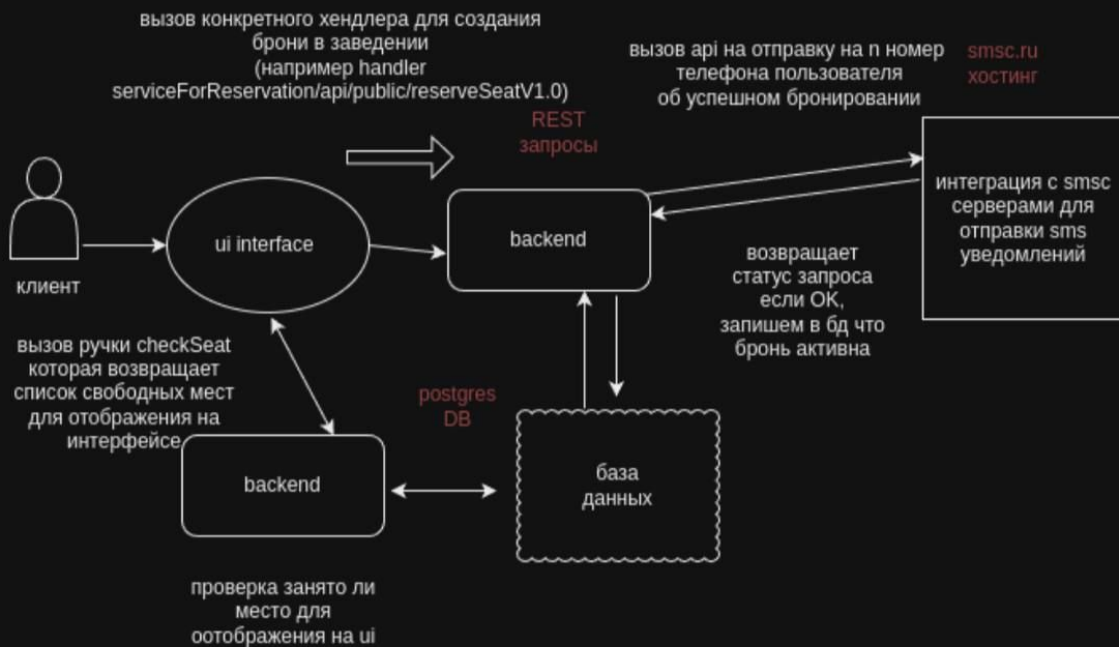 вызов конкретного хендлера для создания
брони в заведении
(например handler
serviceForReservation/api/public/reserveSeatV1.0)
вызов api на отправку на n номер
телефона пользователя
об успешном бронировании
smsc.ru
хостинг
REST
запросы
клиент
ui interface
backend
интеграция с smsc
серверами для
отправки sms
уведомлений
возвращает
статус запроса
если OK,
запишем в бд что
бронь активна
вызов ручки checkSeat
которая возвращает
список свободных мест
для отображения на
интерфейсе
postgres
DB
backend
база
данных
проверка занято ли
место для
оотображения на ui